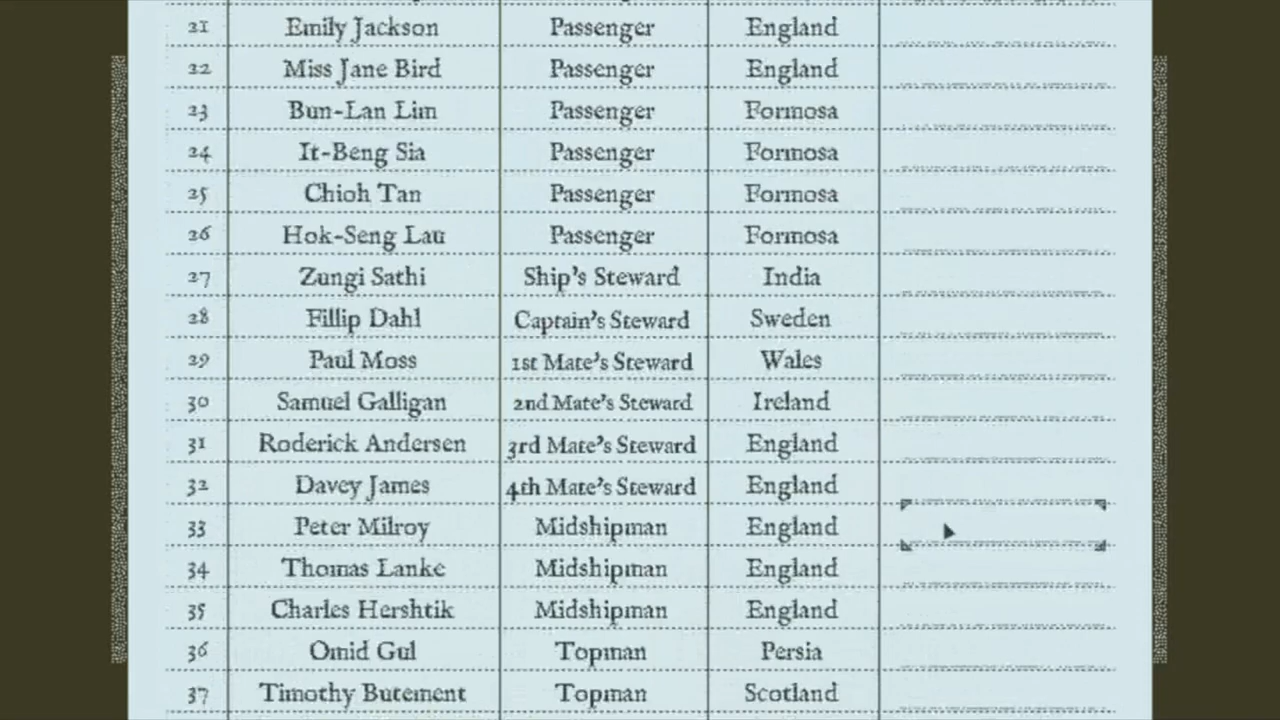 21 Emily Jackson Passenger England
22 Miss Jane Bird Passenger England
23 Bun-Lan Lim Passenger Formosa
24 It-Beng Sia Passenger Formosa
25 Chioh Tan Passenger Formosa
26 Hok-Seng Lau Passenger Formosa
27 Zungi Sathi Ship's Steward India
28 Fillip Dahl Captain's Steward Sweden
29 Paul Moss 1st Mate's Steward Wales
30 Samuel Galligan 2nd Mate's Steward Ireland
31 Roderick Andersen 3rd Mate's Steward England
32 Davey James 4th Mate's Steward England
33 Peter Milroy Midshipman England
34 Thomas Lanke Midshipman England
35 Charles Hershtik Midshipman England
36 Omid Gul Topman Persia
37 Timothy Butement Topman Scotland